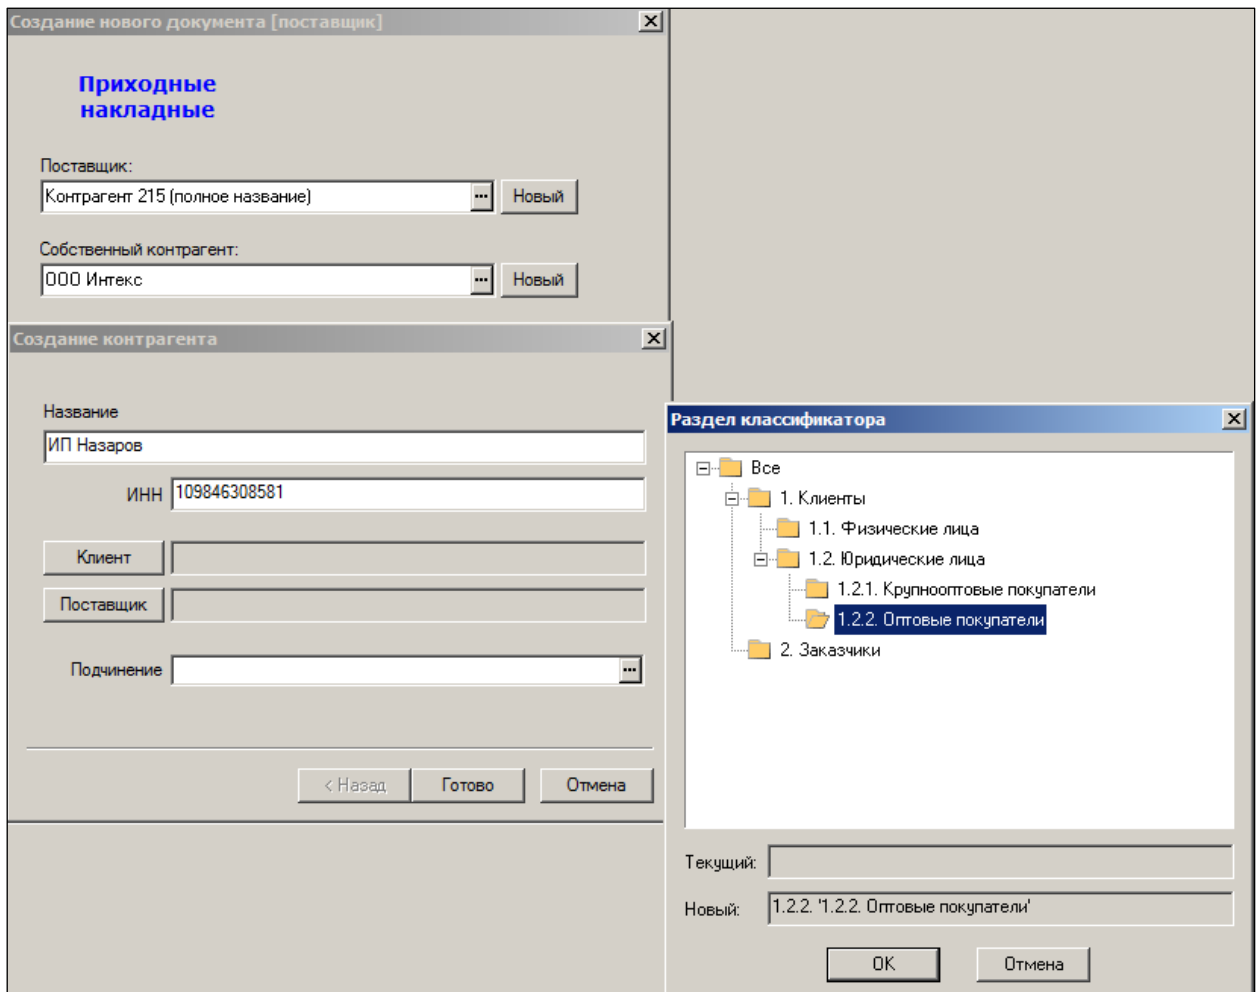 Создание нового документа [поставщик]
Приходные
накладные
Поставщик:
Контрагент 215 (полное название)
...
Новый
Собственный контрагент:
ООО Интекс
...
Новый
Создание контрагента
Название
ИП Назаров
ИНН
109846308581
Клиент
Поставщик
Подчинение
...
< Назад
Готово
Отмена
Раздел классификатора
Все
1. Клиенты
1.1. Физические лица
1.2. Юридические лица
1.2.1. Крупнооптовые покупатели
1.2.2. Оптовые покупатели
2. Заказчики
Текущий:
Новый:
1.2.2. '1.2.2. Оптовые покупатели'
OK
Отмена